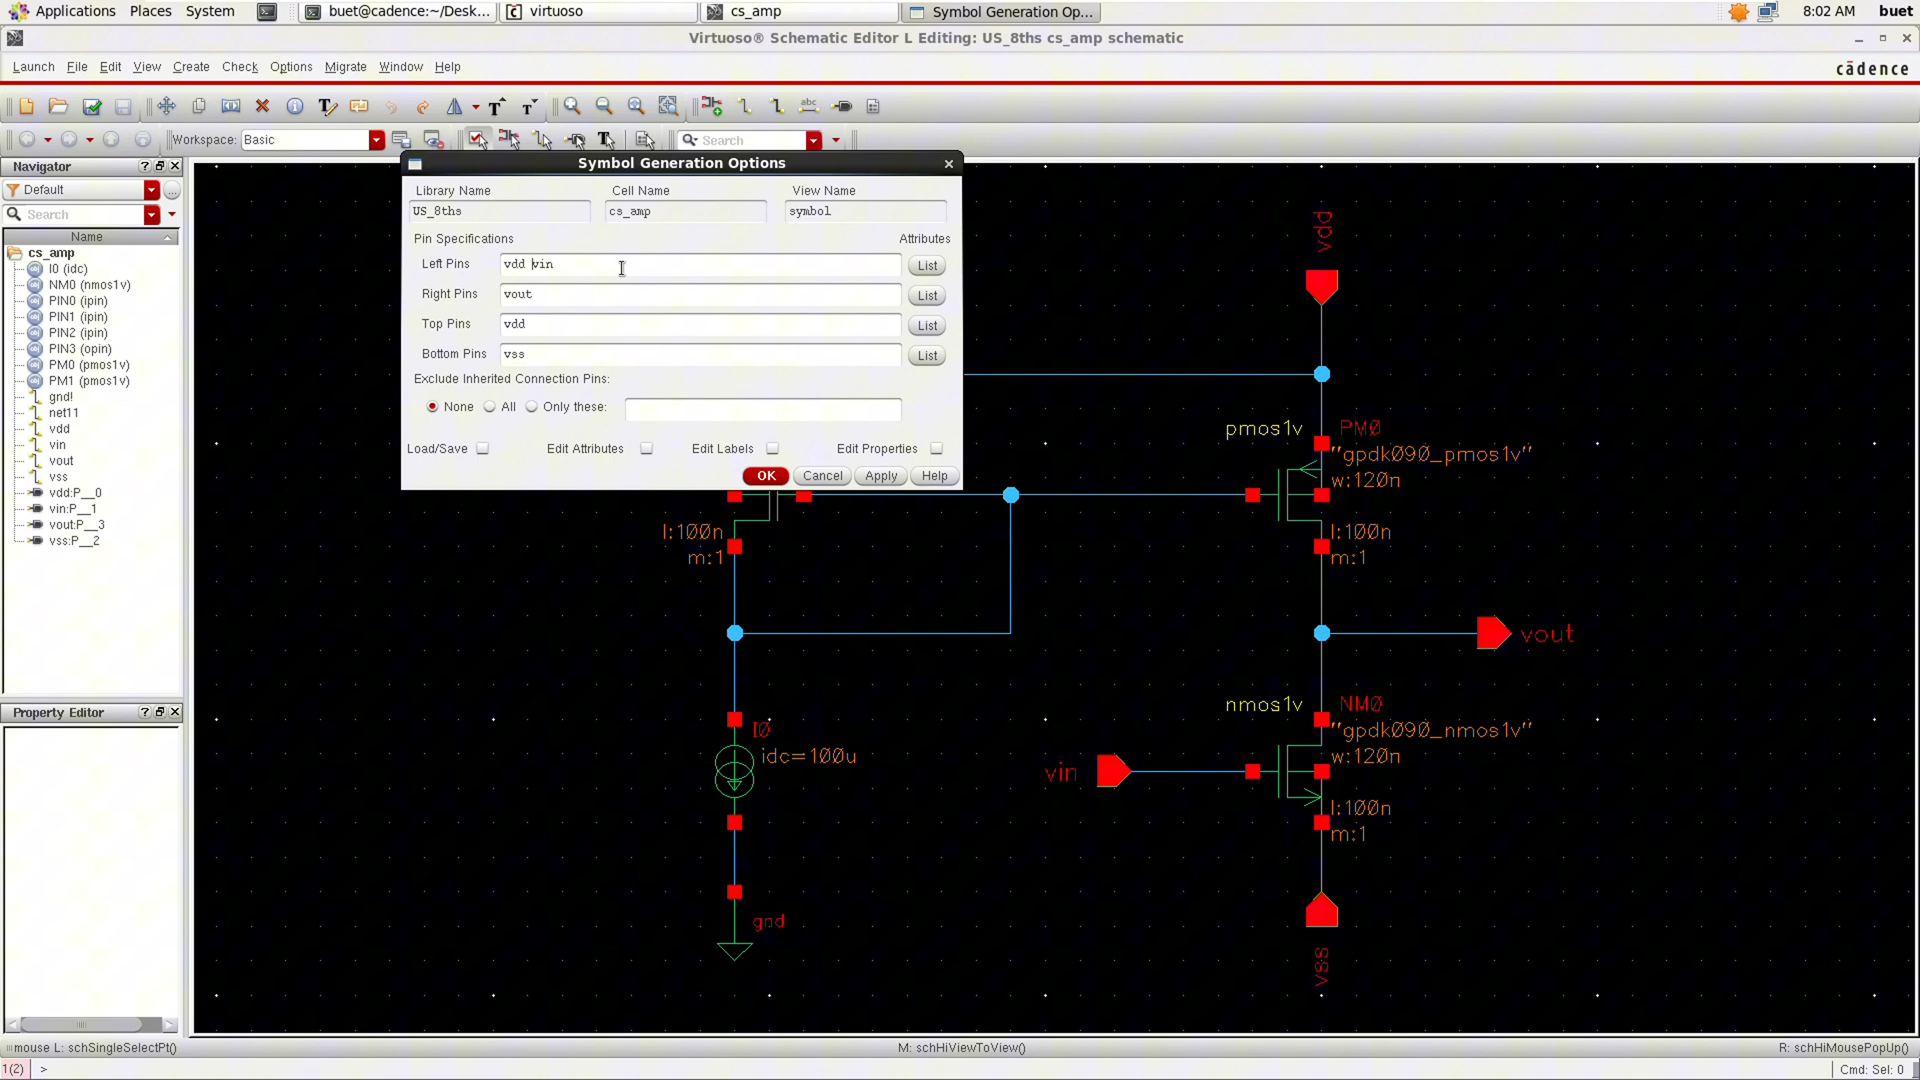 Applications Places System buet@cadence:~/Desk... virtuoso cs_amp Symbol Generation Op... 8:02 AM buet
Virtuoso® Schematic Editor L Editing: US_8ths cs_amp schematic
Launch File Edit View Create Check Options Migrate Window Help cādence
Workspace: Basic Search
Navigator
Default
Search
Name
cs_amp
I0 (idc)
NM0 (nmos1v)
PIN0 (ipin)
PIN1 (ipin)
PIN2 (ipin)
PIN3 (opin)
PM0 (pmos1v)
PM1 (pmos1v)
gnd!
net11
vdd
vin
vout
vss
vdd:P__0
vin:P__1
vout:P__3
vss:P__2
Property Editor
Symbol Generation Options
Library Name Cell Name View Name
US_8ths cs_amp symbol
Pin Specifications Attributes
Left Pins vdd vin List
Right Pins vout List
Top Pins vdd List
Bottom Pins vss List
Exclude Inherited Connection Pins:
None All Only these:
Load/Save Edit Attributes Edit Labels Edit Properties
OK Cancel Apply Help
vdd
pmos1v PM0
"gpdk090_pmos1v"
w:120n
l:100n
m:1
l:100n
m:1
vout
nmos1v NM0
"gpdk090_nmos1v"
w:120n
l:100n
m:1
I0
idc=100u
vin
gnd
vss
mouse L: schSingleSelectPt() M: schHiViewToView() R: schHiMousePopUp()
1(2) > Cmd: Sel: 0